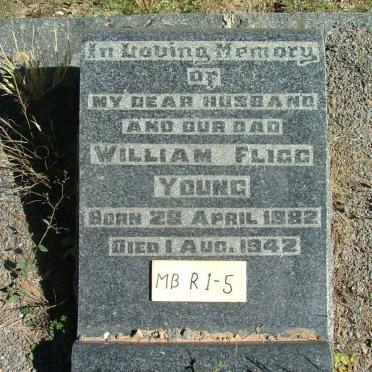 In Loving Memory
OF
MY DEAR HUSBAND
AND OUR DAD
WILLIAM FLIGG
YOUNG
BORN 28 APRIL 1882
DIED 1 AUG. 1942
MB R1-5